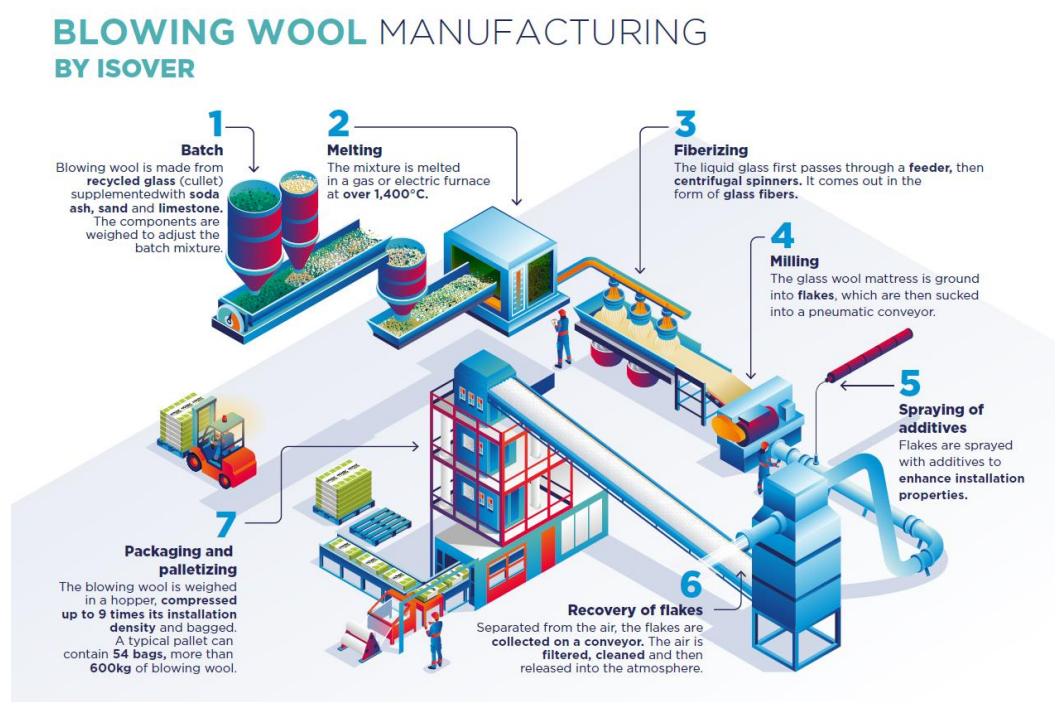 BLOWING WOOL MANUFACTURING
BY ISOVER
1
Batch
Blowing wool is made from
recycled glass (cullet)
supplementedwith soda
ash, sand and limestone.
The components are
weighed to adjust the
batch mixture.
2
Melting
The mixture is melted
in a gas or electric furnace
at over 1,400°C.
3
Fiberizing
The liquid glass first passes through a feeder, then
centrifugal spinners. It comes out in the
form of glass fibers.
4
Milling
The glass wool mattress is ground
into flakes, which are then sucked
into a pneumatic conveyor.
5
Spraying of
additives
Flakes are sprayed
with additives to
enhance installation
properties.
6
Recovery of flakes
Separated from the air, the flakes are
collected on a conveyor. The air is
filtered, cleaned and then
released into the atmosphere.
7
Packaging and
palletizing
The blowing wool is weighed
in a hopper, compressed
up to 9 times its installation
density and bagged.
A typical pallet can
contain 54 bags, more than
600kg of blowing wool.